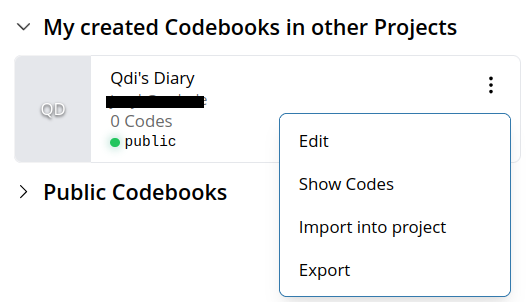 My created Codebooks in other Projects
QD
Qdi's Diary
0 Codes
public
Edit
Show Codes
Import into project
Export
Public Codebooks